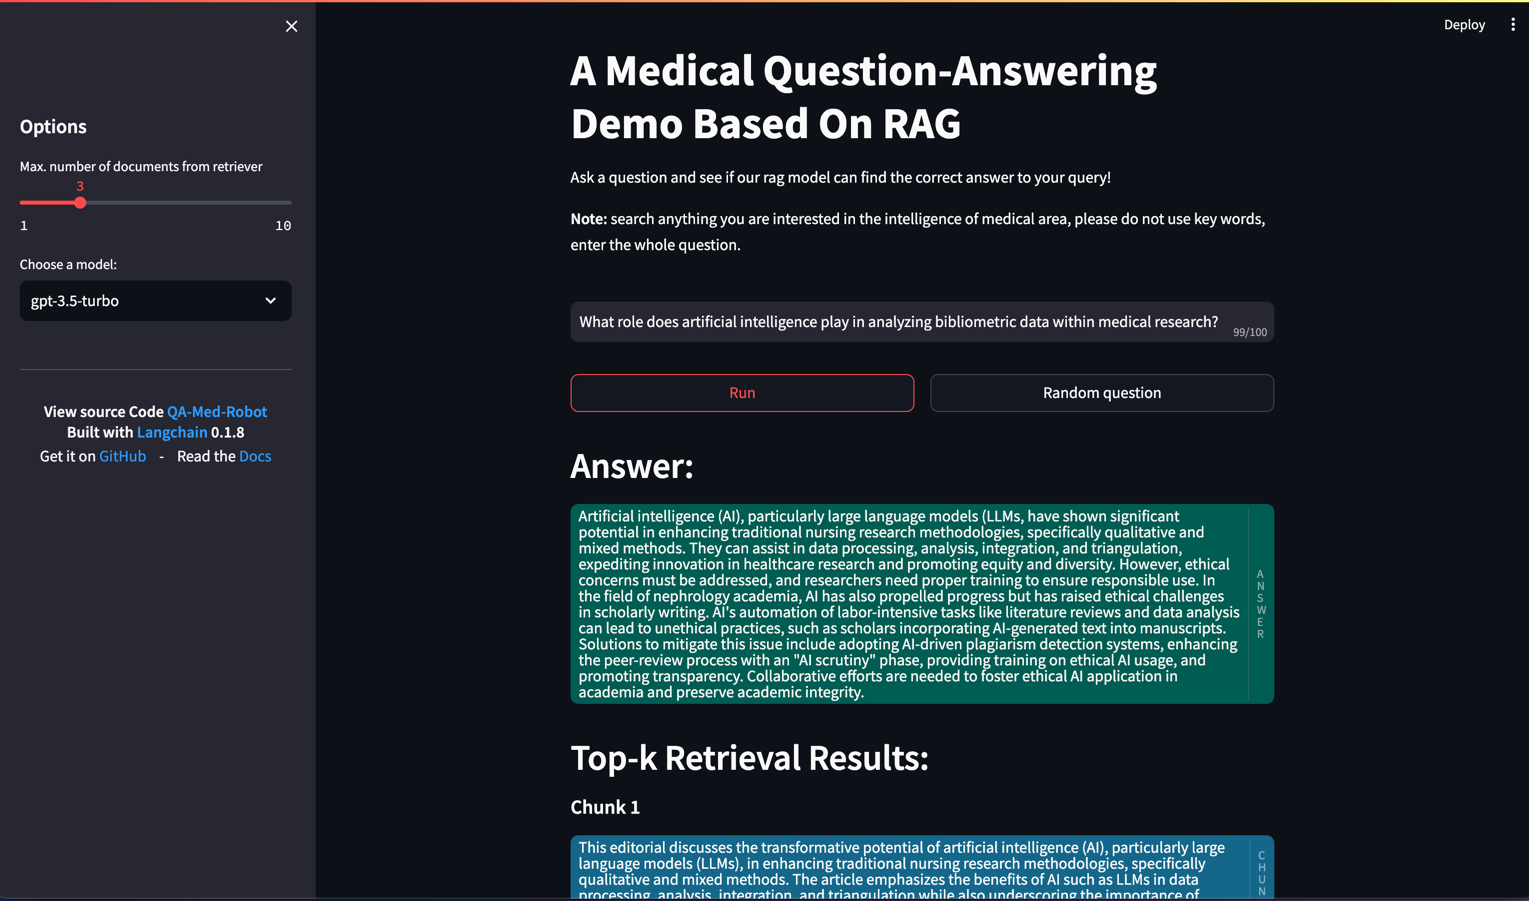 Deploy
Options
Max. number of documents from retriever
3
1 10
Choose a model:
gpt-3.5-turbo
View source Code QA-Med-Robot
Built with Langchain 0.1.8
Get it on GitHub - Read the Docs
A Medical Question-Answering
Demo Based On RAG
Ask a question and see if our rag model can find the correct answer to your query!
Note: search anything you are interested in the intelligence of medical area, please do not use key words,
enter the whole question.
What role does artificial intelligence play in analyzing bibliometric data within medical research?
99/100
Run
Random question
Answer:
Artificial intelligence (AI), particularly large language models (LLMs, have shown significant
potential in enhancing traditional nursing research methodologies, specifically qualitative and
mixed methods. They can assist in data processing, analysis, integration, and triangulation,
expediting innovation in healthcare research and promoting equity and diversity. However, ethical
concerns must be addressed, and researchers need proper training to ensure responsible use. In
the field of nephrology academia, AI has also propelled progress but has raised ethical challenges
in scholarly writing. AI's automation of labor-intensive tasks like literature reviews and data analysis
can lead to unethical practices, such as scholars incorporating AI-generated text into manuscripts.
Solutions to mitigate this issue include adopting AI-driven plagiarism detection systems, enhancing
the peer-review process with an "AI scrutiny" phase, providing training on ethical AI usage, and
promoting transparency. Collaborative efforts are needed to foster ethical AI application in
academia and preserve academic integrity.
ANSWER
Top-k Retrieval Results:
Chunk 1
This editorial discusses the transformative potential of artificial intelligence (AI), particularly large
language models (LLMs), in enhancing traditional nursing research methodologies, specifically
qualitative and mixed methods. The article emphasizes the benefits of AI such as LLMs in data
processing, analysis, integration, and triangulation while also underscoring the importance of
CHUN